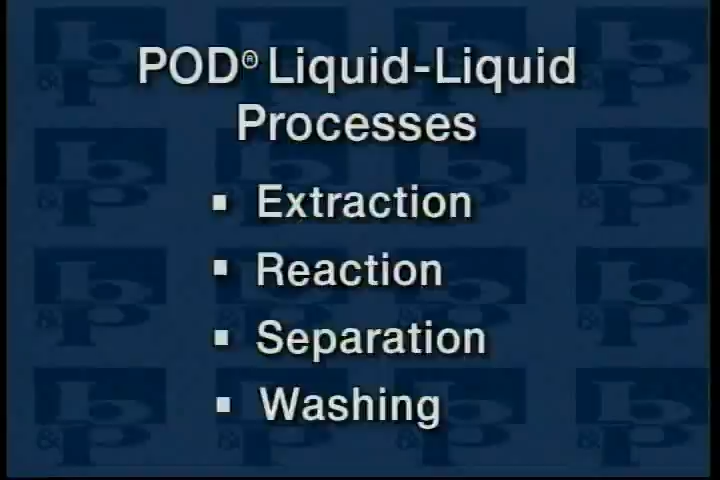 POD® Liquid-Liquid
Processes
▪ Extraction
▪ Reaction
▪ Separation
▪ Washing